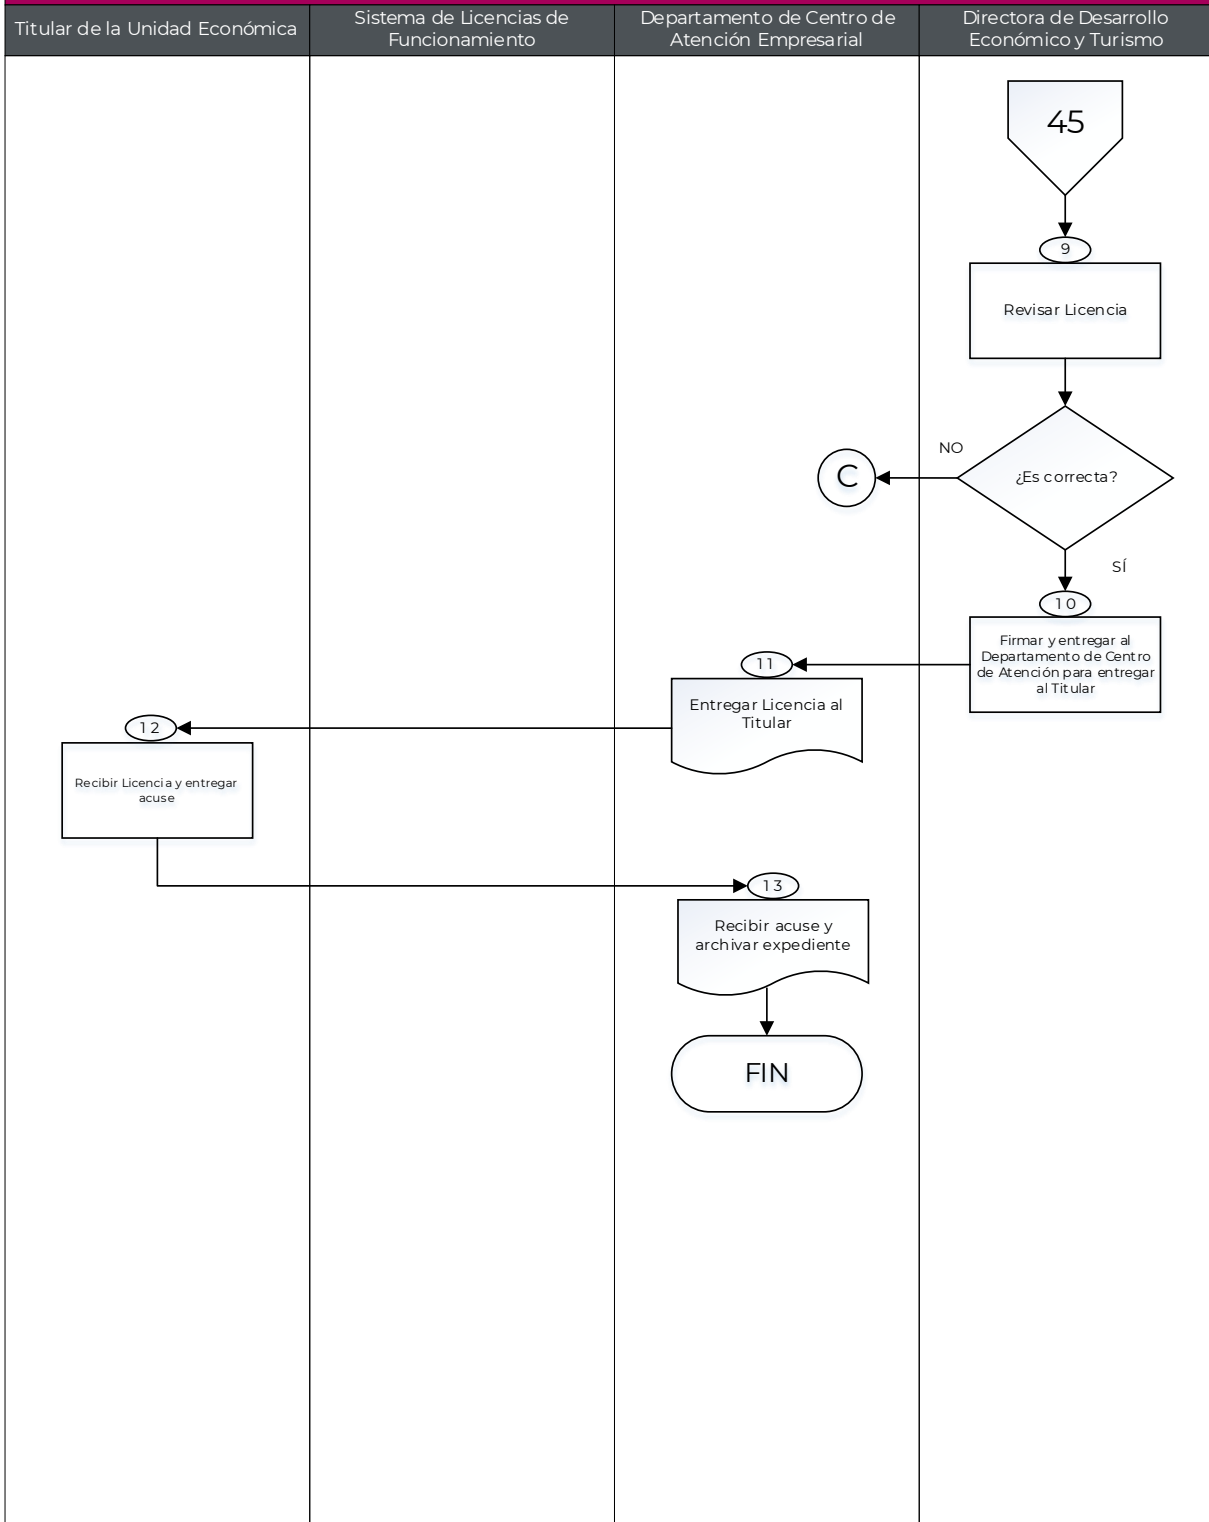 Titular de la Unidad Económica
Sistema de Licencias de
Funcionamiento
Departamento de Centro de
Atención Empresarial
Directora de Desarrollo
Económico y Turismo
45
9
Revisar Licencia
¿Es correcta?
NO
C
SÍ
10
Firmar y entregar al
Departamento de Centro
de Atención para entregar
al Titular
11
Entregar Licencia al
Titular
12
Recibir Licencia y entregar
acuse
13
Recibir acuse y
archivar expediente
FIN